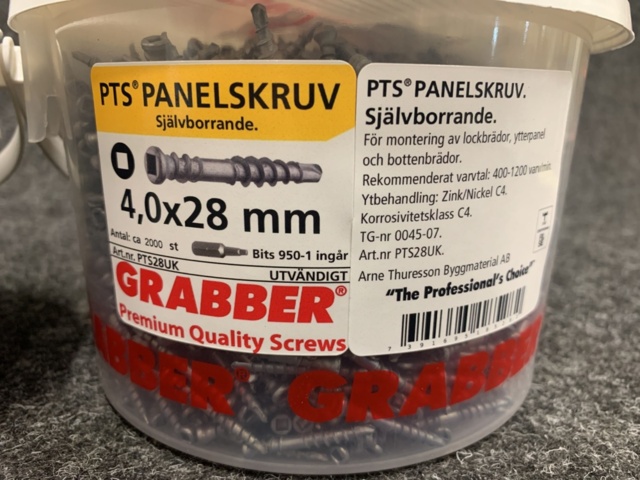 PTS® PANELSKRUV
Självborrande.
4,0x28 mm
Antal: ca 2000 st
Bits 950-1 ingår
Art.nr. PTS28UK
UTVÄNDIGT
GRABBER®
Premium Quality Screws
PTS® PANELSKRUV.
Självborrande.
För montering av lockbrädor, ytterpanel
och bottenbrädor.
Rekommenderat varvtal: 400-1200 varv/min.
Ytbehandling: Zink/Nickel C4.
Korrosivitetsklass C4.
TG-nr 0045-07.
Art.nr PTS28UK.
Arne Thuresson Byggmaterial AB
"The Professional's Choice"
GRABBER®
GRABBER